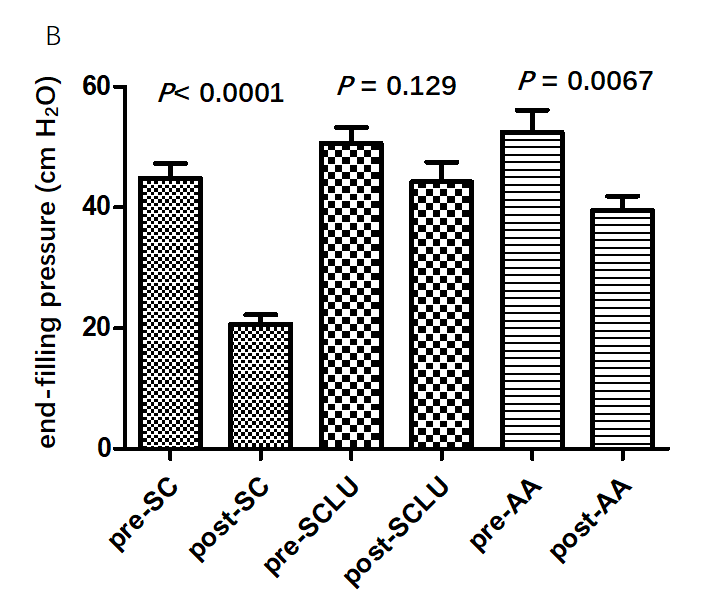 B
P< 0.0001
P = 0.129
P = 0.0067
end-filling pressure (cm H₂O)
60
40
20
0
pre-SC
post-SC
pre-SCLU
post-SCLU
pre-AA
post-AA